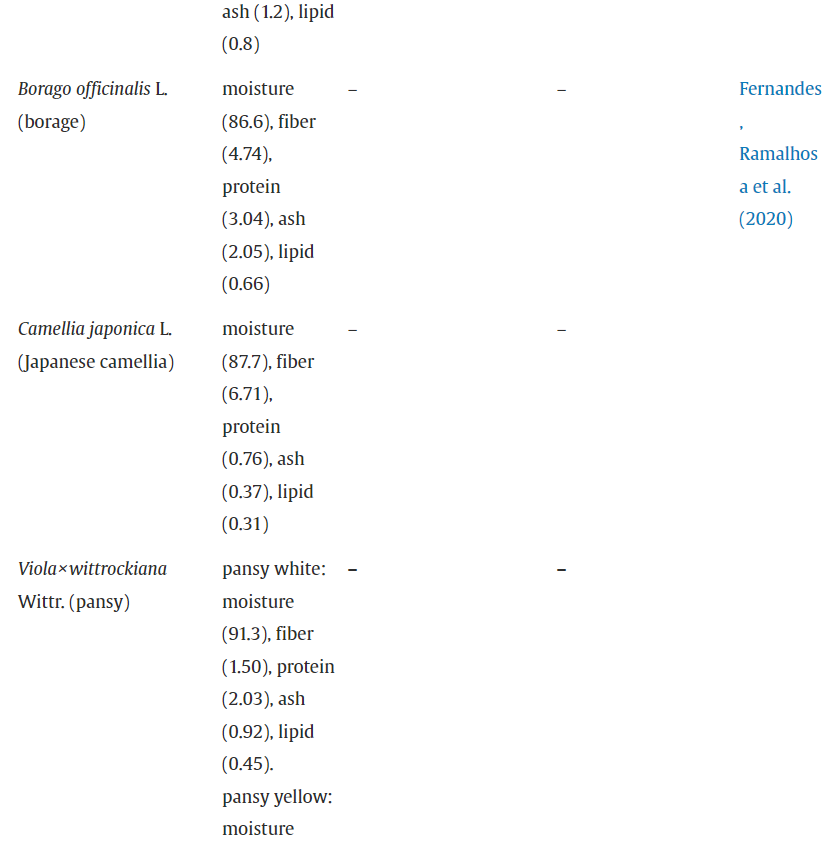 ash (1.2), lipid
(0.8)
Borago officinalis L.
(borage)
moisture
(86.6), fiber
(4.74),
protein
(3.04), ash
(2.05), lipid
(0.66)
–
–
Fernandes
,
Ramalhos
a et al.
(2020)
Camellia japonica L.
(Japanese camellia)
moisture
(87.7), fiber
(6.71),
protein
(0.76), ash
(0.37), lipid
(0.31)
–
–
Viola×wittrockiana
Wittr. (pansy)
pansy white:
moisture
(91.3), fiber
(1.50), protein
(2.03), ash
(0.92), lipid
(0.45).
pansy yellow:
moisture
–
–